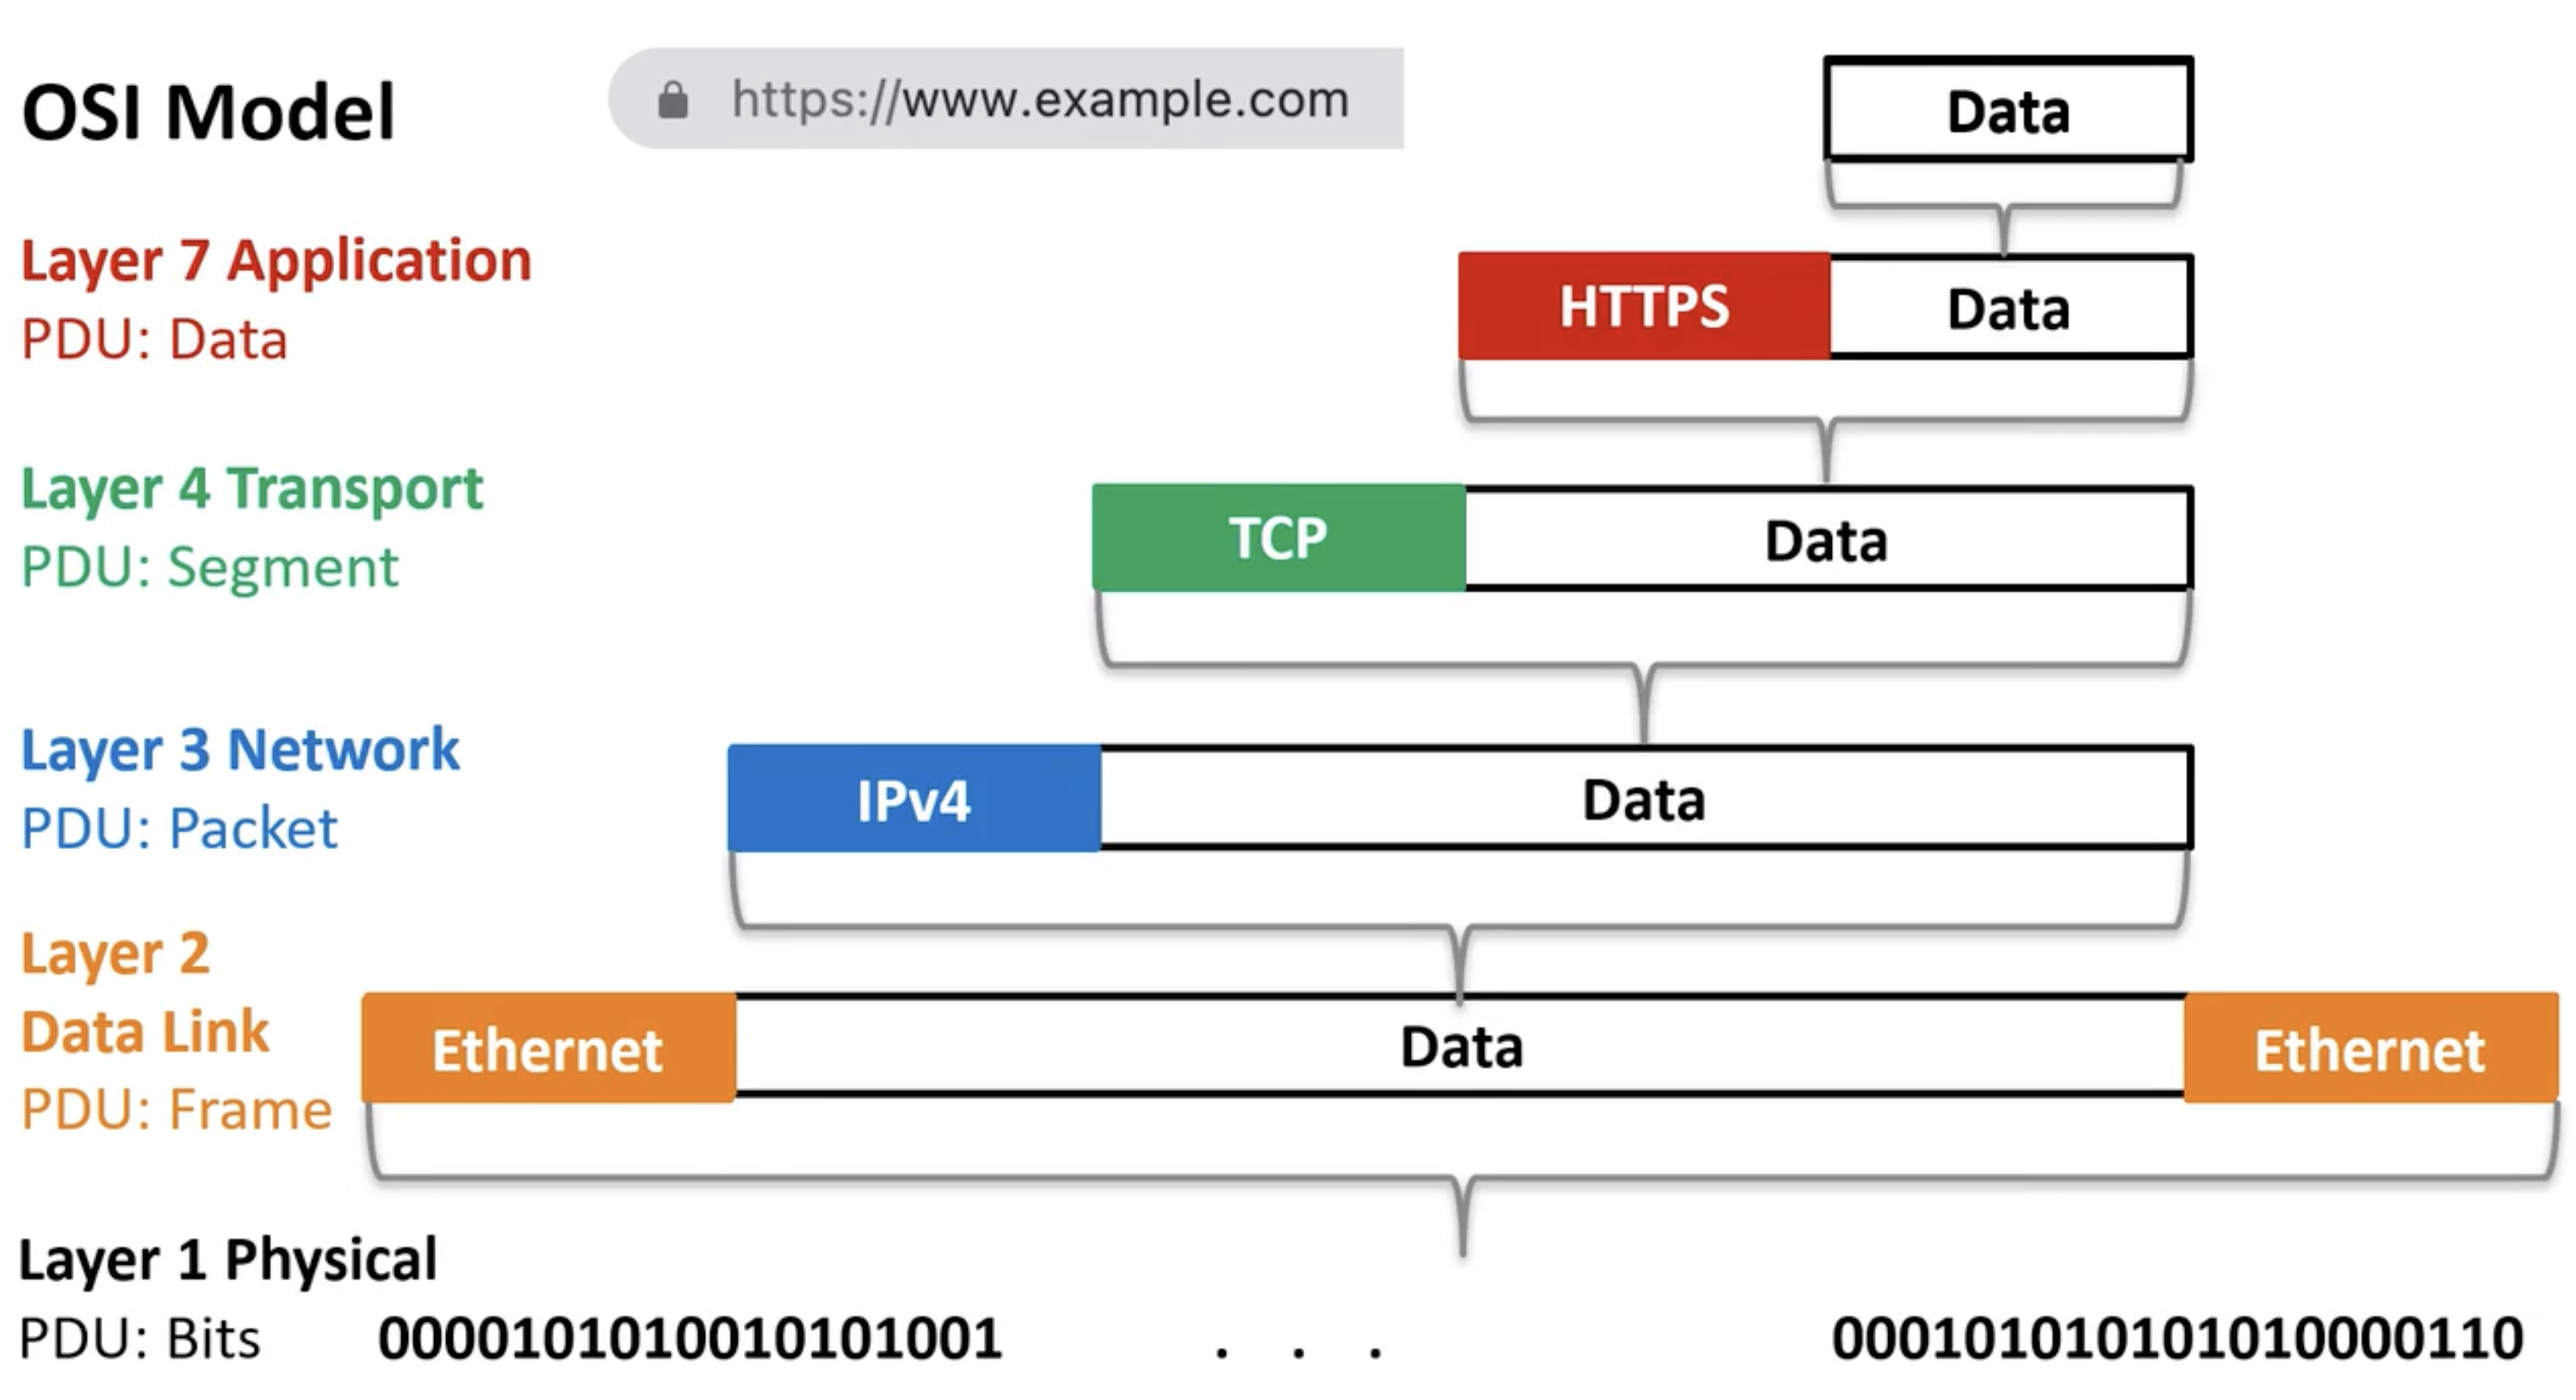 OSI Model
https://www.example.com
Data
Layer 7 Application
PDU: Data
HTTPS
Data
Layer 4 Transport
PDU: Segment
TCP
Data
Layer 3 Network
PDU: Packet
IPv4
Data
Layer 2
Data Link
PDU: Frame
Ethernet
Data
Ethernet
Layer 1 Physical
PDU: Bits
0000101010010101001
. . .
000101010101010000110